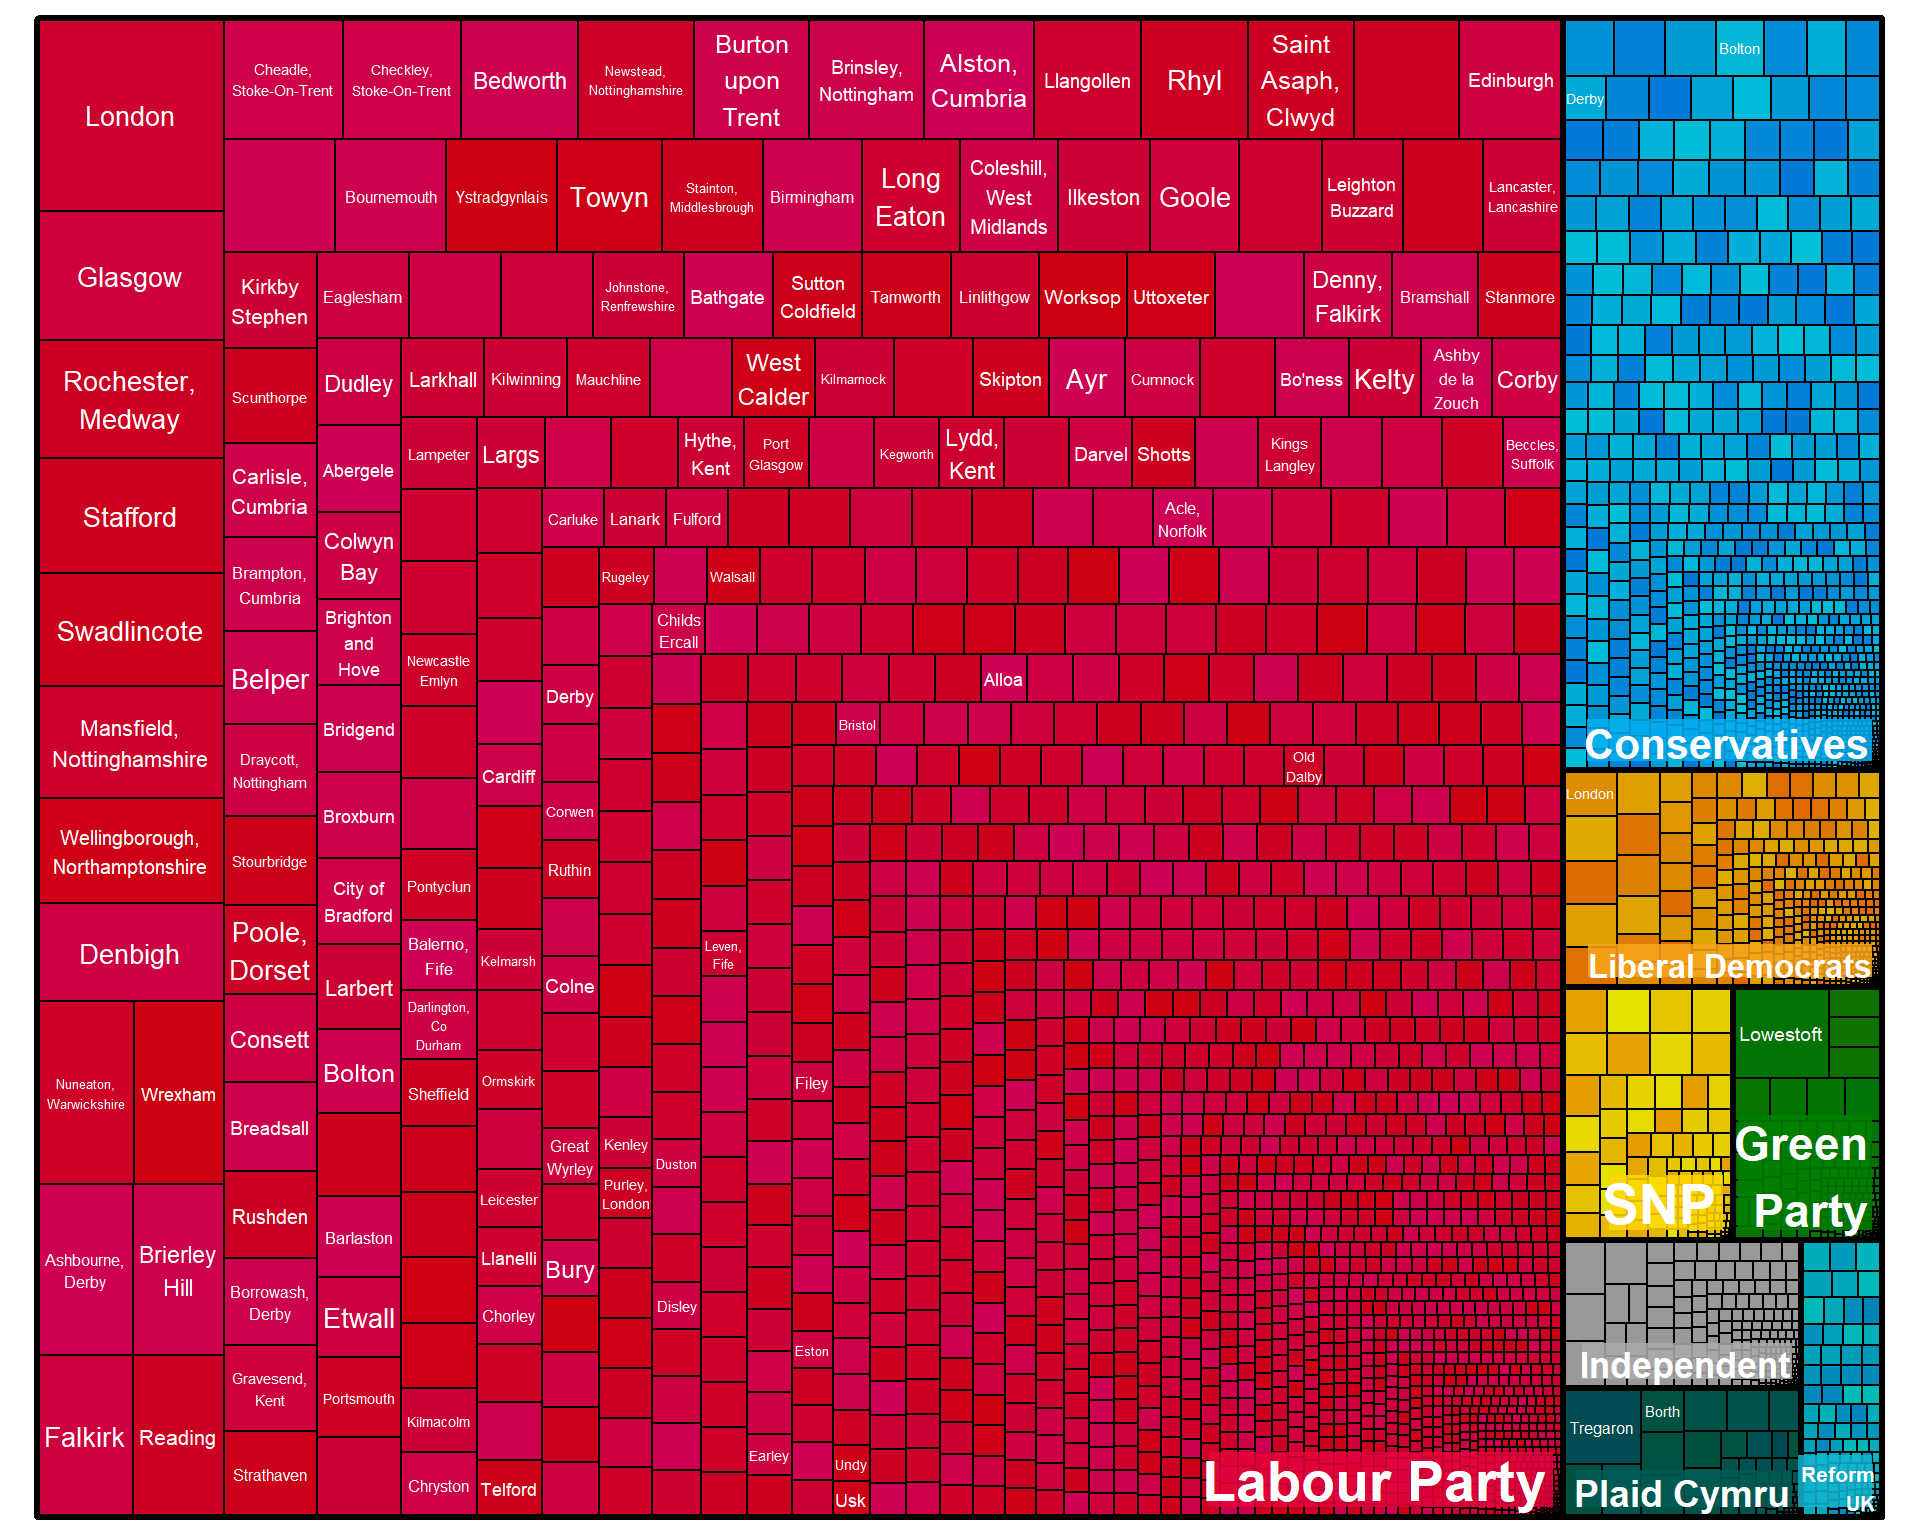 London
Cheadle,
Stoke-On-Trent
Checkley,
Stoke-On-Trent
Bedworth
Newstead,
Nottinghamshire
Burton
upon
Trent
Brinsley,
Nottingham
Alston,
Cumbria
Llangollen
Rhyl
Saint
Asaph,
Clwyd
Edinburgh
Bolton
Derby
Bournemouth
Ystradgynlais
Towyn
Stainton,
Middlesbrough
Birmingham
Long
Eaton
Coleshill,
West
Midlands
Ilkeston
Goole
Leighton
Buzzard
Lancaster,
Lancashire
Glasgow
Kirkby
Stephen
Eaglesham
Johnstone,
Renfrewshire
Bathgate
Sutton
Coldfield
Tamworth
Linlithgow
Worksop
Uttoxeter
Denny,
Falkirk
Bramshall
Stanmore
Rochester,
Medway
Scunthorpe
Dudley
Larkhall
Kilwinning
Mauchline
West
Calder
Kilmarnock
Skipton
Ayr
Cumnock
Bo'ness
Kelty
Ashby
de la
Zouch
Corby
Abergele
Lampeter
Largs
Hythe,
Kent
Port
Glasgow
Kegworth
Lydd,
Kent
Darvel
Shotts
Kings
Langley
Beccles,
Suffolk
Stafford
Carlisle,
Cumbria
Colwyn
Bay
Carluke
Lanark
Fulford
Acle,
Norfolk
Brampton,
Cumbria
Rugeley
Walsall
Swadlincote
Brighton
and
Hove
Childs
Ercall
Belper
Newcastle
Emlyn
Derby
Alloa
Mansfield,
Nottinghamshire
Bridgend
Bristol
Draycott,
Nottingham
Cardiff
Old
Dalby
Conservatives
Wellingborough,
Northamptonshire
Broxburn
Corwen
London
Stourbridge
City of
Bradford
Pontyclun
Ruthin
Denbigh
Poole,
Dorset
Balerno,
Fife
Kelmarsh
Leven,
Fife
Liberal Democrats
Larbert
Colne
Consett
Darlington,
Co
Durham
Lowestoft
Nuneaton,
Warwickshire
Wrexham
Bolton
Sheffield
Ormskirk
Filey
Breadsall
Great
Wyrley
Kenley
Duston
Green
Party
SNP
Rushden
Leicester
Purley,
London
Ashbourne,
Derby
Brierley
Hill
Barlaston
Llanelli
Bury
Borrowash,
Derby
Etwall
Chorley
Disley
Eston
Independent
Gravesend,
Kent
Portsmouth
Kilmacolm
Borth
Tregaron
Falkirk
Reading
Strathaven
Chryston
Telford
Earley
Undy
Usk
Labour Party
Plaid Cymru
Reform
UK